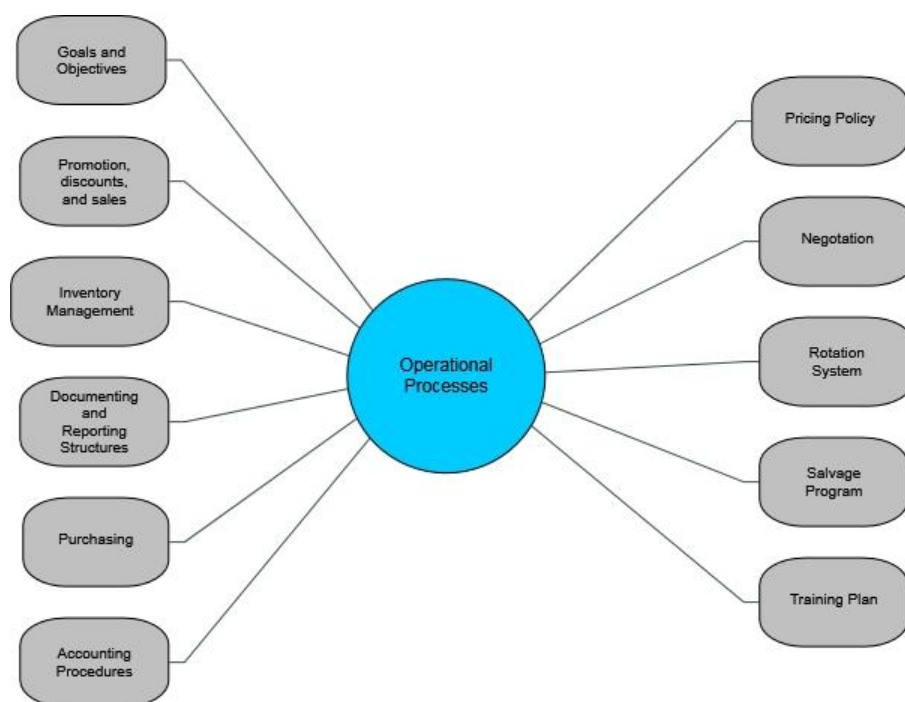 Goals and
Objectives
Promotion,
discounts,
and sales
Inventory
Management
Documenting
and
Reporting
Structures
Purchasing
Accounting
Procedures
Operational
Processes
Pricing Policy
Negotation
Rotation
System
Salvage
Program
Training Plan